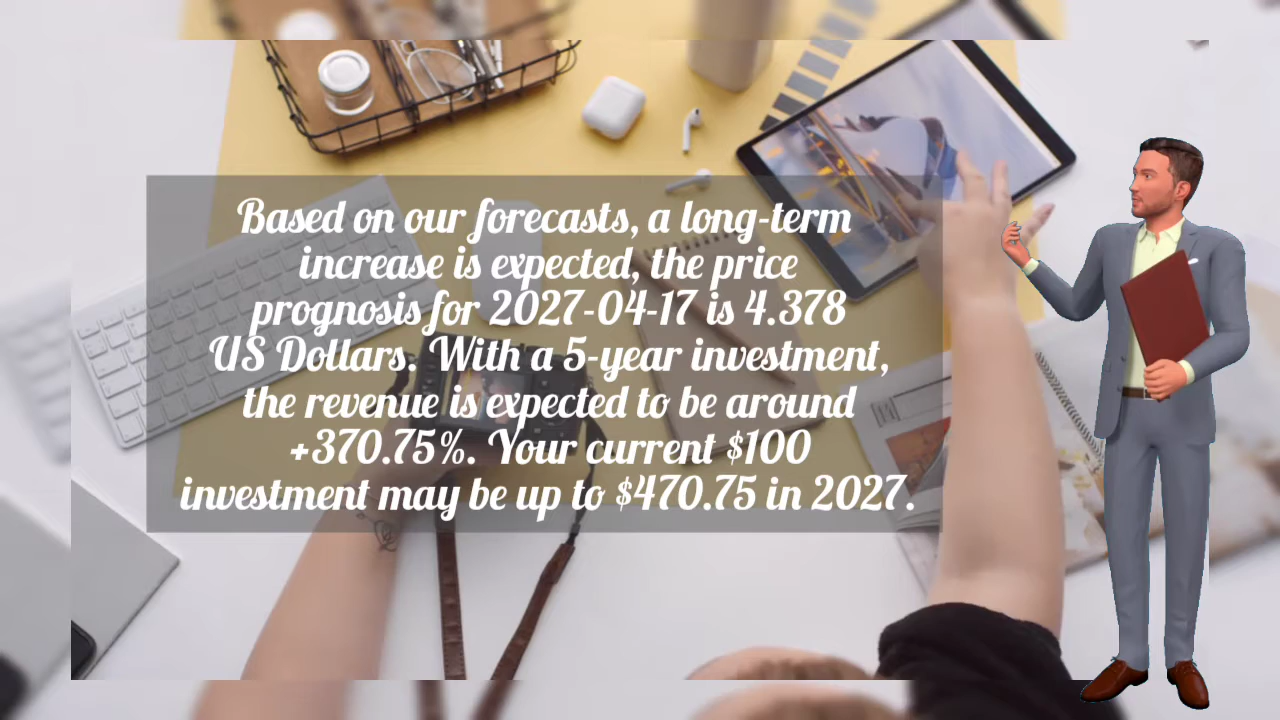 Based on our forecasts, a long-term
increase is expected, the price
prognosis for 2027-04-17 is 4.378
US Dollars. With a 5-year investment,
the revenue is expected to be around
+370.75%. Your current $100
investment may be up to $470.75 in 2027.